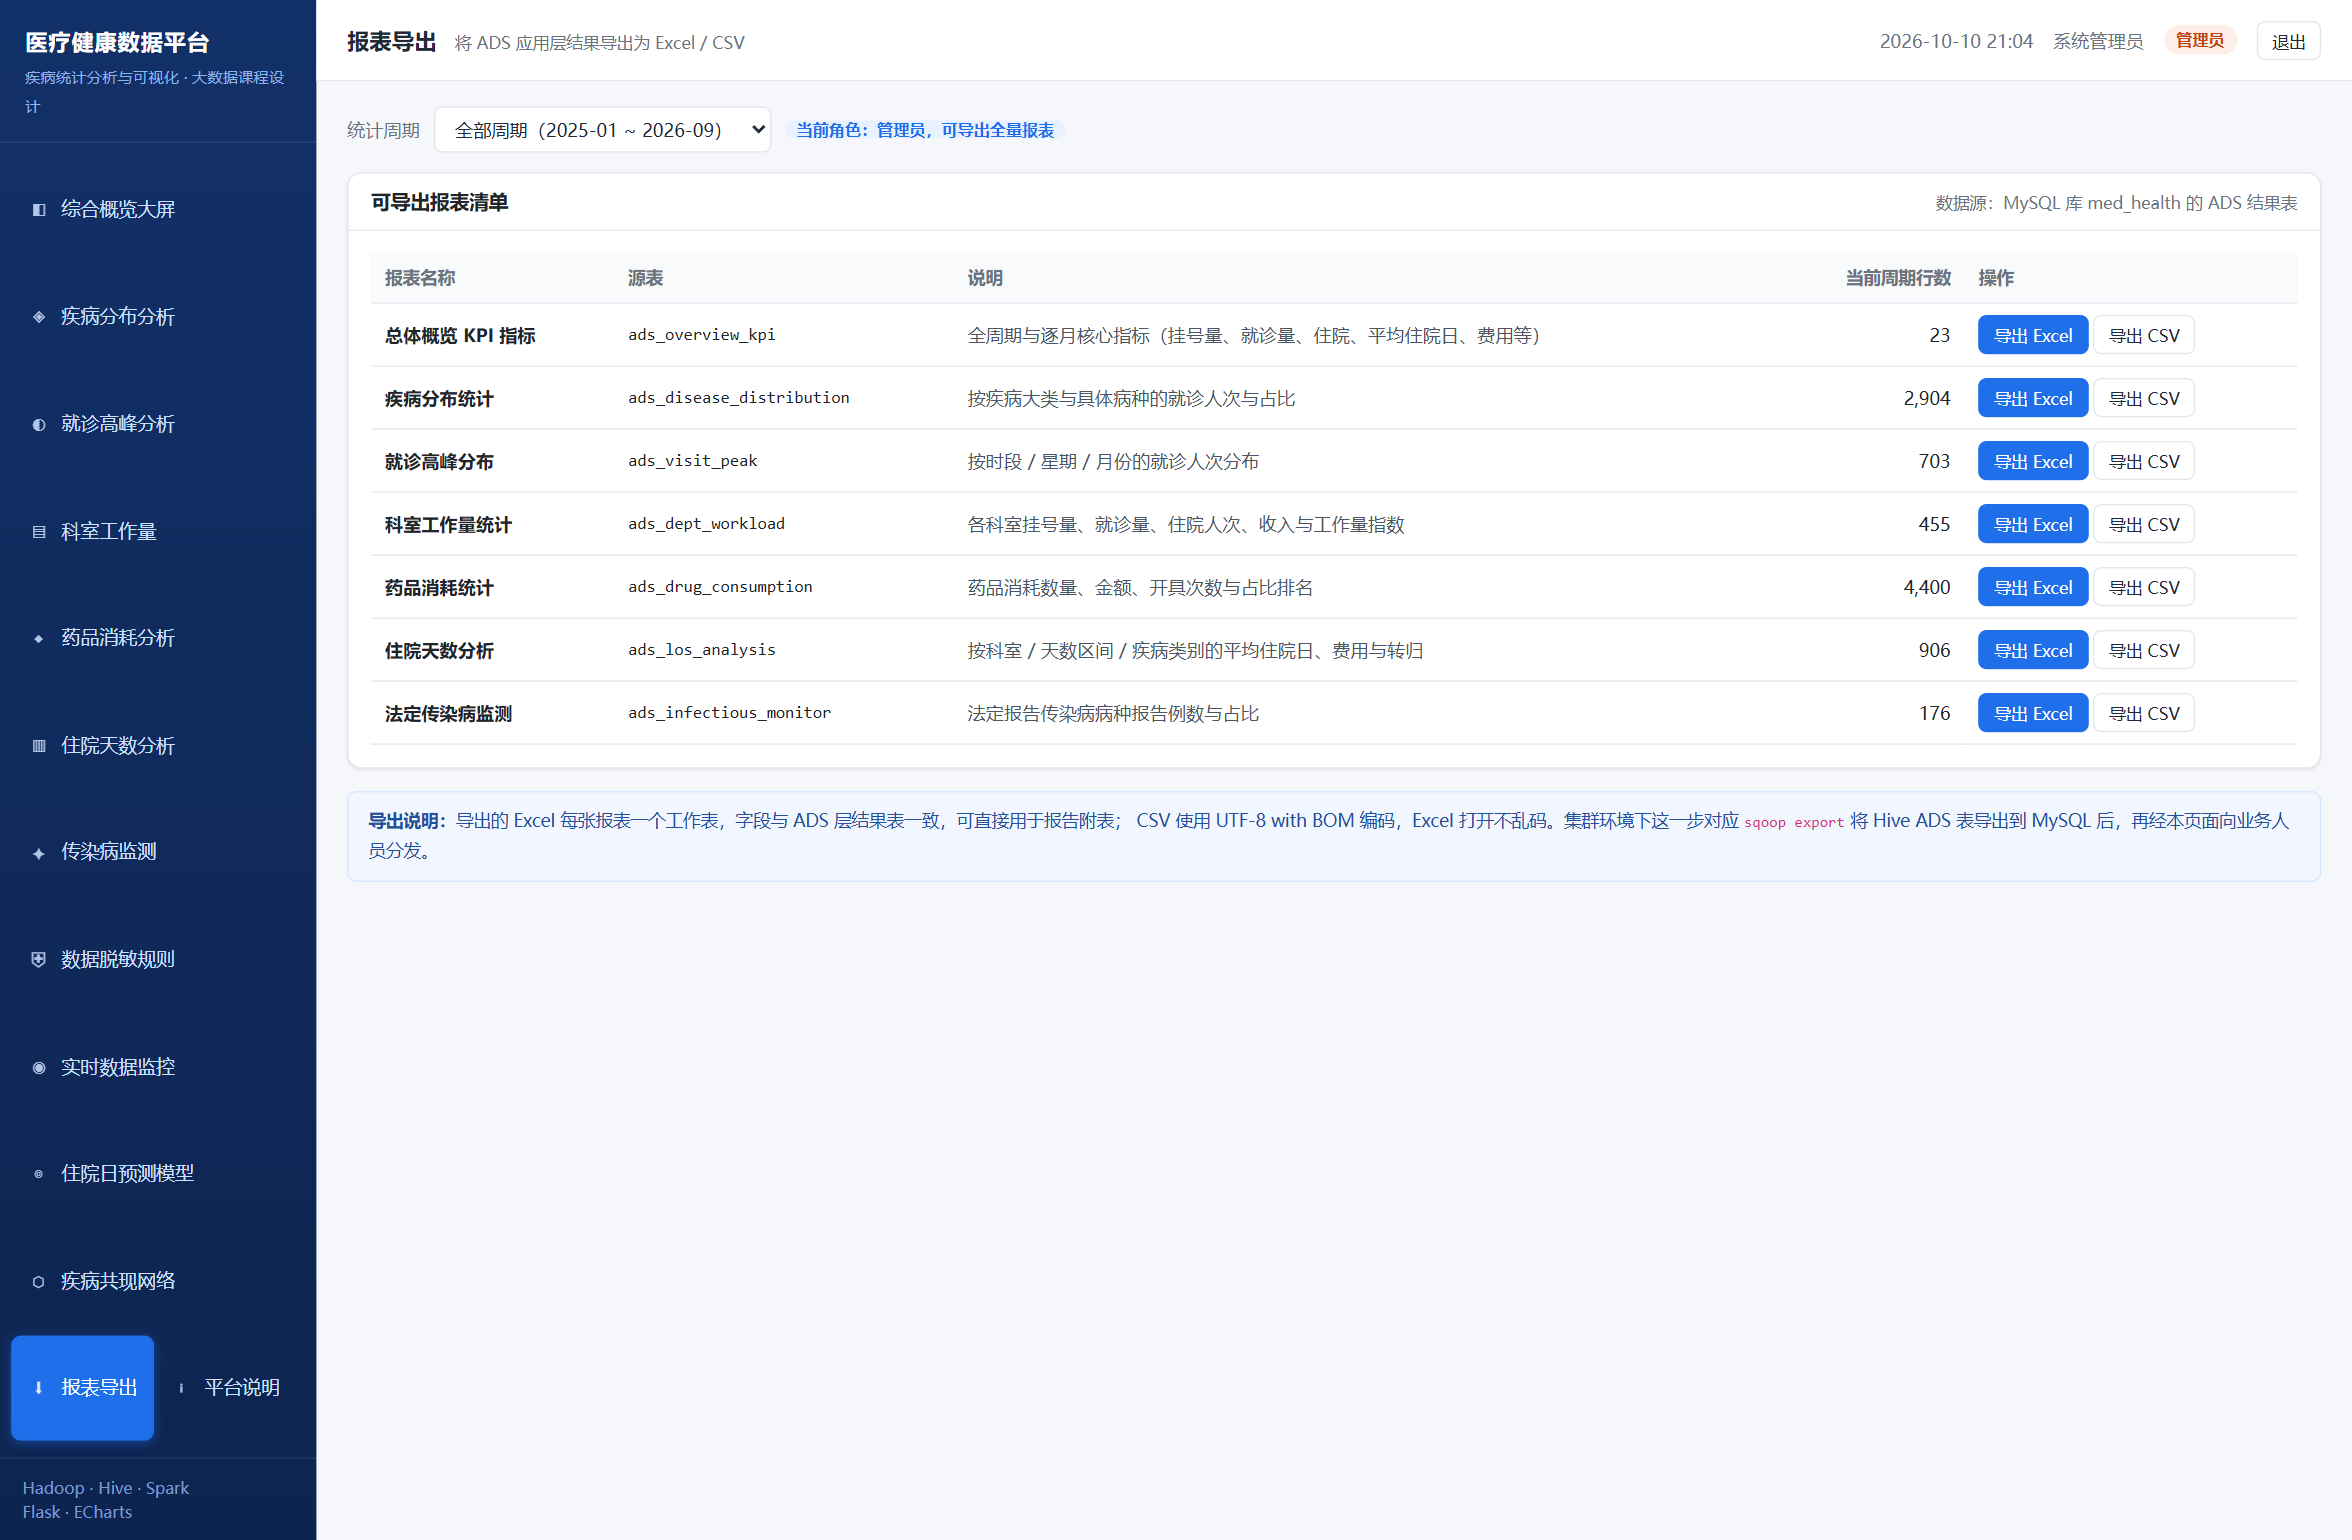 医疗健康数据平台
疾病统计分析与可视化 · 大数据课程设
计
综合概览大屏
疾病分布分析
就诊高峰分析
科室工作量
药品消耗分析
住院天数分析
传染病监测
数据脱敏规则
实时数据监控
住院日预测模型
疾病共现网络
报表导出
平台说明
Hadoop · Hive · Spark
Flask · ECharts
报表导出 将 ADS 应用层结果导出为 Excel / CSV
2026-10-10 21:04 系统管理员 管理员 退出
统计周期 全部周期（2025-01 ~ 2026-09） 当前角色：管理员，可导出全量报表
可导出报表清单 数据源：MySQL 库 med_health 的 ADS 结果表
报表名称 源表 说明 当前周期行数 操作
总体概览 KPI 指标 ads_overview_kpi 全周期与逐月核心指标（挂号量、就诊量、住院、平均住院日、费用等） 23 导出 Excel 导出 CSV
疾病分布统计 ads_disease_distribution 按疾病大类与具体病种的就诊人次与占比 2,904 导出 Excel 导出 CSV
就诊高峰分布 ads_visit_peak 按时段 / 星期 / 月份的就诊人次分布 703 导出 Excel 导出 CSV
科室工作量统计 ads_dept_workload 各科室挂号量、就诊量、住院人次、收入与工作量指数 455 导出 Excel 导出 CSV
药品消耗统计 ads_drug_consumption 药品消耗数量、金额、开具次数与占比排名 4,400 导出 Excel 导出 CSV
住院天数分析 ads_los_analysis 按科室 / 天数区间 / 疾病类别的平均住院日、费用与转归 906 导出 Excel 导出 CSV
法定传染病监测 ads_infectious_monitor 法定报告传染病病种报告例数与占比 176 导出 Excel 导出 CSV
导出说明：导出的 Excel 每张报表一个工作表，字段与 ADS 层结果表一致，可直接用于报告附表； CSV 使用 UTF-8 with BOM 编码，Excel 打开不乱码。集群环境下这一步对应 sqoop export 将 Hive ADS 表导出到 MySQL 后，再经本页面向业务人
员分发。